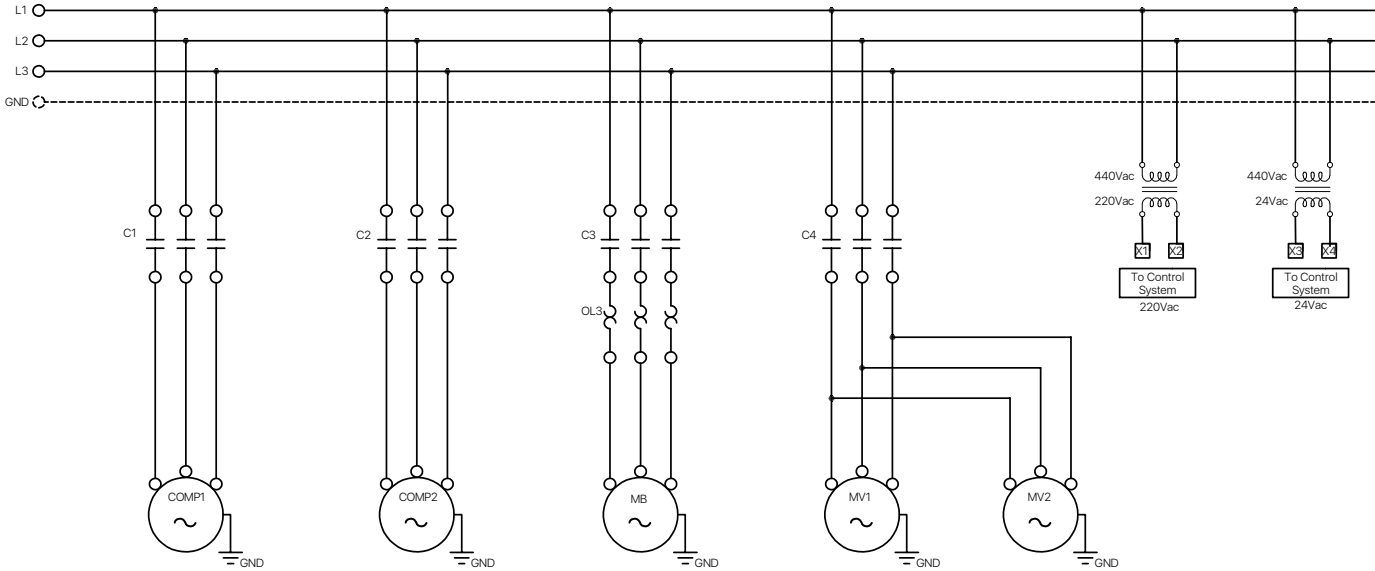 L1
L2
L3
GND
440Vac
440Vac
220Vac
24Vac
C1
C2
C3
C4
X1
X2
X3
X4
To Control
System
220Vac
To Control
System
24Vac
OL3
COMP1
COMP2
MB
MV1
MV2
GND
GND
GND
GND
GND